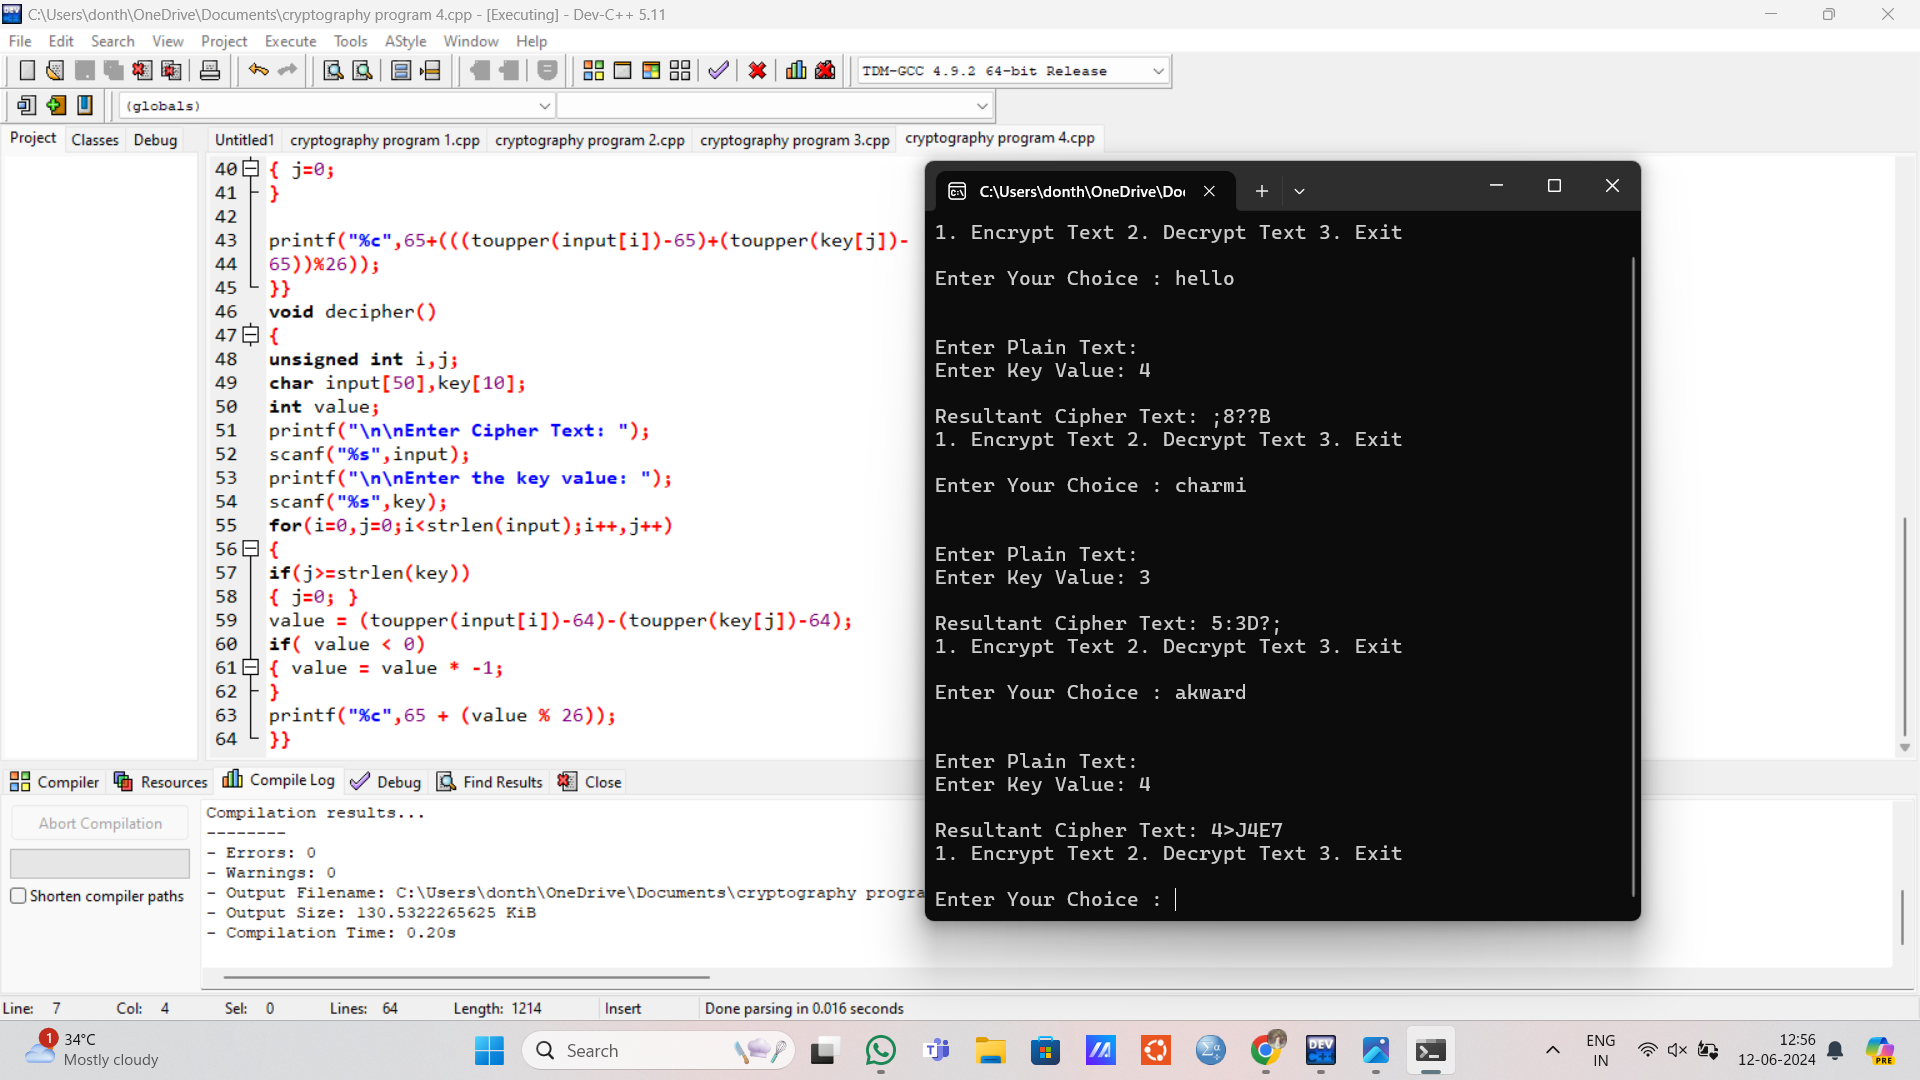 C:\Users\donth\OneDrive\Documents\cryptography program 4.cpp - [Executing] - Dev-C++ 5.11
File Edit Search View Project Execute Tools AStyle Window Help
TDM-GCC 4.9.2 64-bit Release
(globals)
Project Classes Debug
Untitled1 cryptography program 1.cpp cryptography program 2.cpp cryptography program 3.cpp cryptography program 4.cpp
40 { j=0;
41 }
42
43 printf("%c",65+(((toupper(input[i])-65)+(toupper(key[j])-
44 65))%26));
45 }}
46 void decipher()
47 {
48 unsigned int i,j;
49 char input[50],key[10];
50 int value;
51 printf("\n\nEnter Cipher Text: ");
52 scanf("%s",input);
53 printf("\n\nEnter the key value: ");
54 scanf("%s",key);
55 for(i=0,j=0;i<strlen(input);i++,j++)
56 {
57 if(j>=strlen(key))
58 { j=0; }
59 value = (toupper(input[i])-64)-(toupper(key[j])-64);
60 if( value < 0)
61 { value = value * -1;
62 }
63 printf("%c",65 + (value % 26));
64 }}
C:\Users\donth\OneDrive\Do
1. Encrypt Text 2. Decrypt Text 3. Exit
Enter Your Choice : hello
Enter Plain Text:
Enter Key Value: 4
Resultant Cipher Text: ;8??B
1. Encrypt Text 2. Decrypt Text 3. Exit
Enter Your Choice : charmi
Enter Plain Text:
Enter Key Value: 3
Resultant Cipher Text: 5:3D?;
1. Encrypt Text 2. Decrypt Text 3. Exit
Enter Your Choice : akward
Enter Plain Text:
Enter Key Value: 4
Resultant Cipher Text: 4>J4E7
1. Encrypt Text 2. Decrypt Text 3. Exit
Enter Your Choice :
Compiler Resources Compile Log Debug Find Results Close
Abort Compilation
Shorten compiler paths
Compilation results...
--------
- Errors: 0
- Warnings: 0
- Output Filename: C:\Users\donth\OneDrive\Documents\cryptography progra
- Output Size: 130.5322265625 KiB
- Compilation Time: 0.20s
Line: 7 Col: 4 Sel: 0 Lines: 64 Length: 1214 Insert Done parsing in 0.016 seconds
1
34°C
Mostly cloudy
Search
DEV
PRE
ENG
IN
12:56
12-06-2024